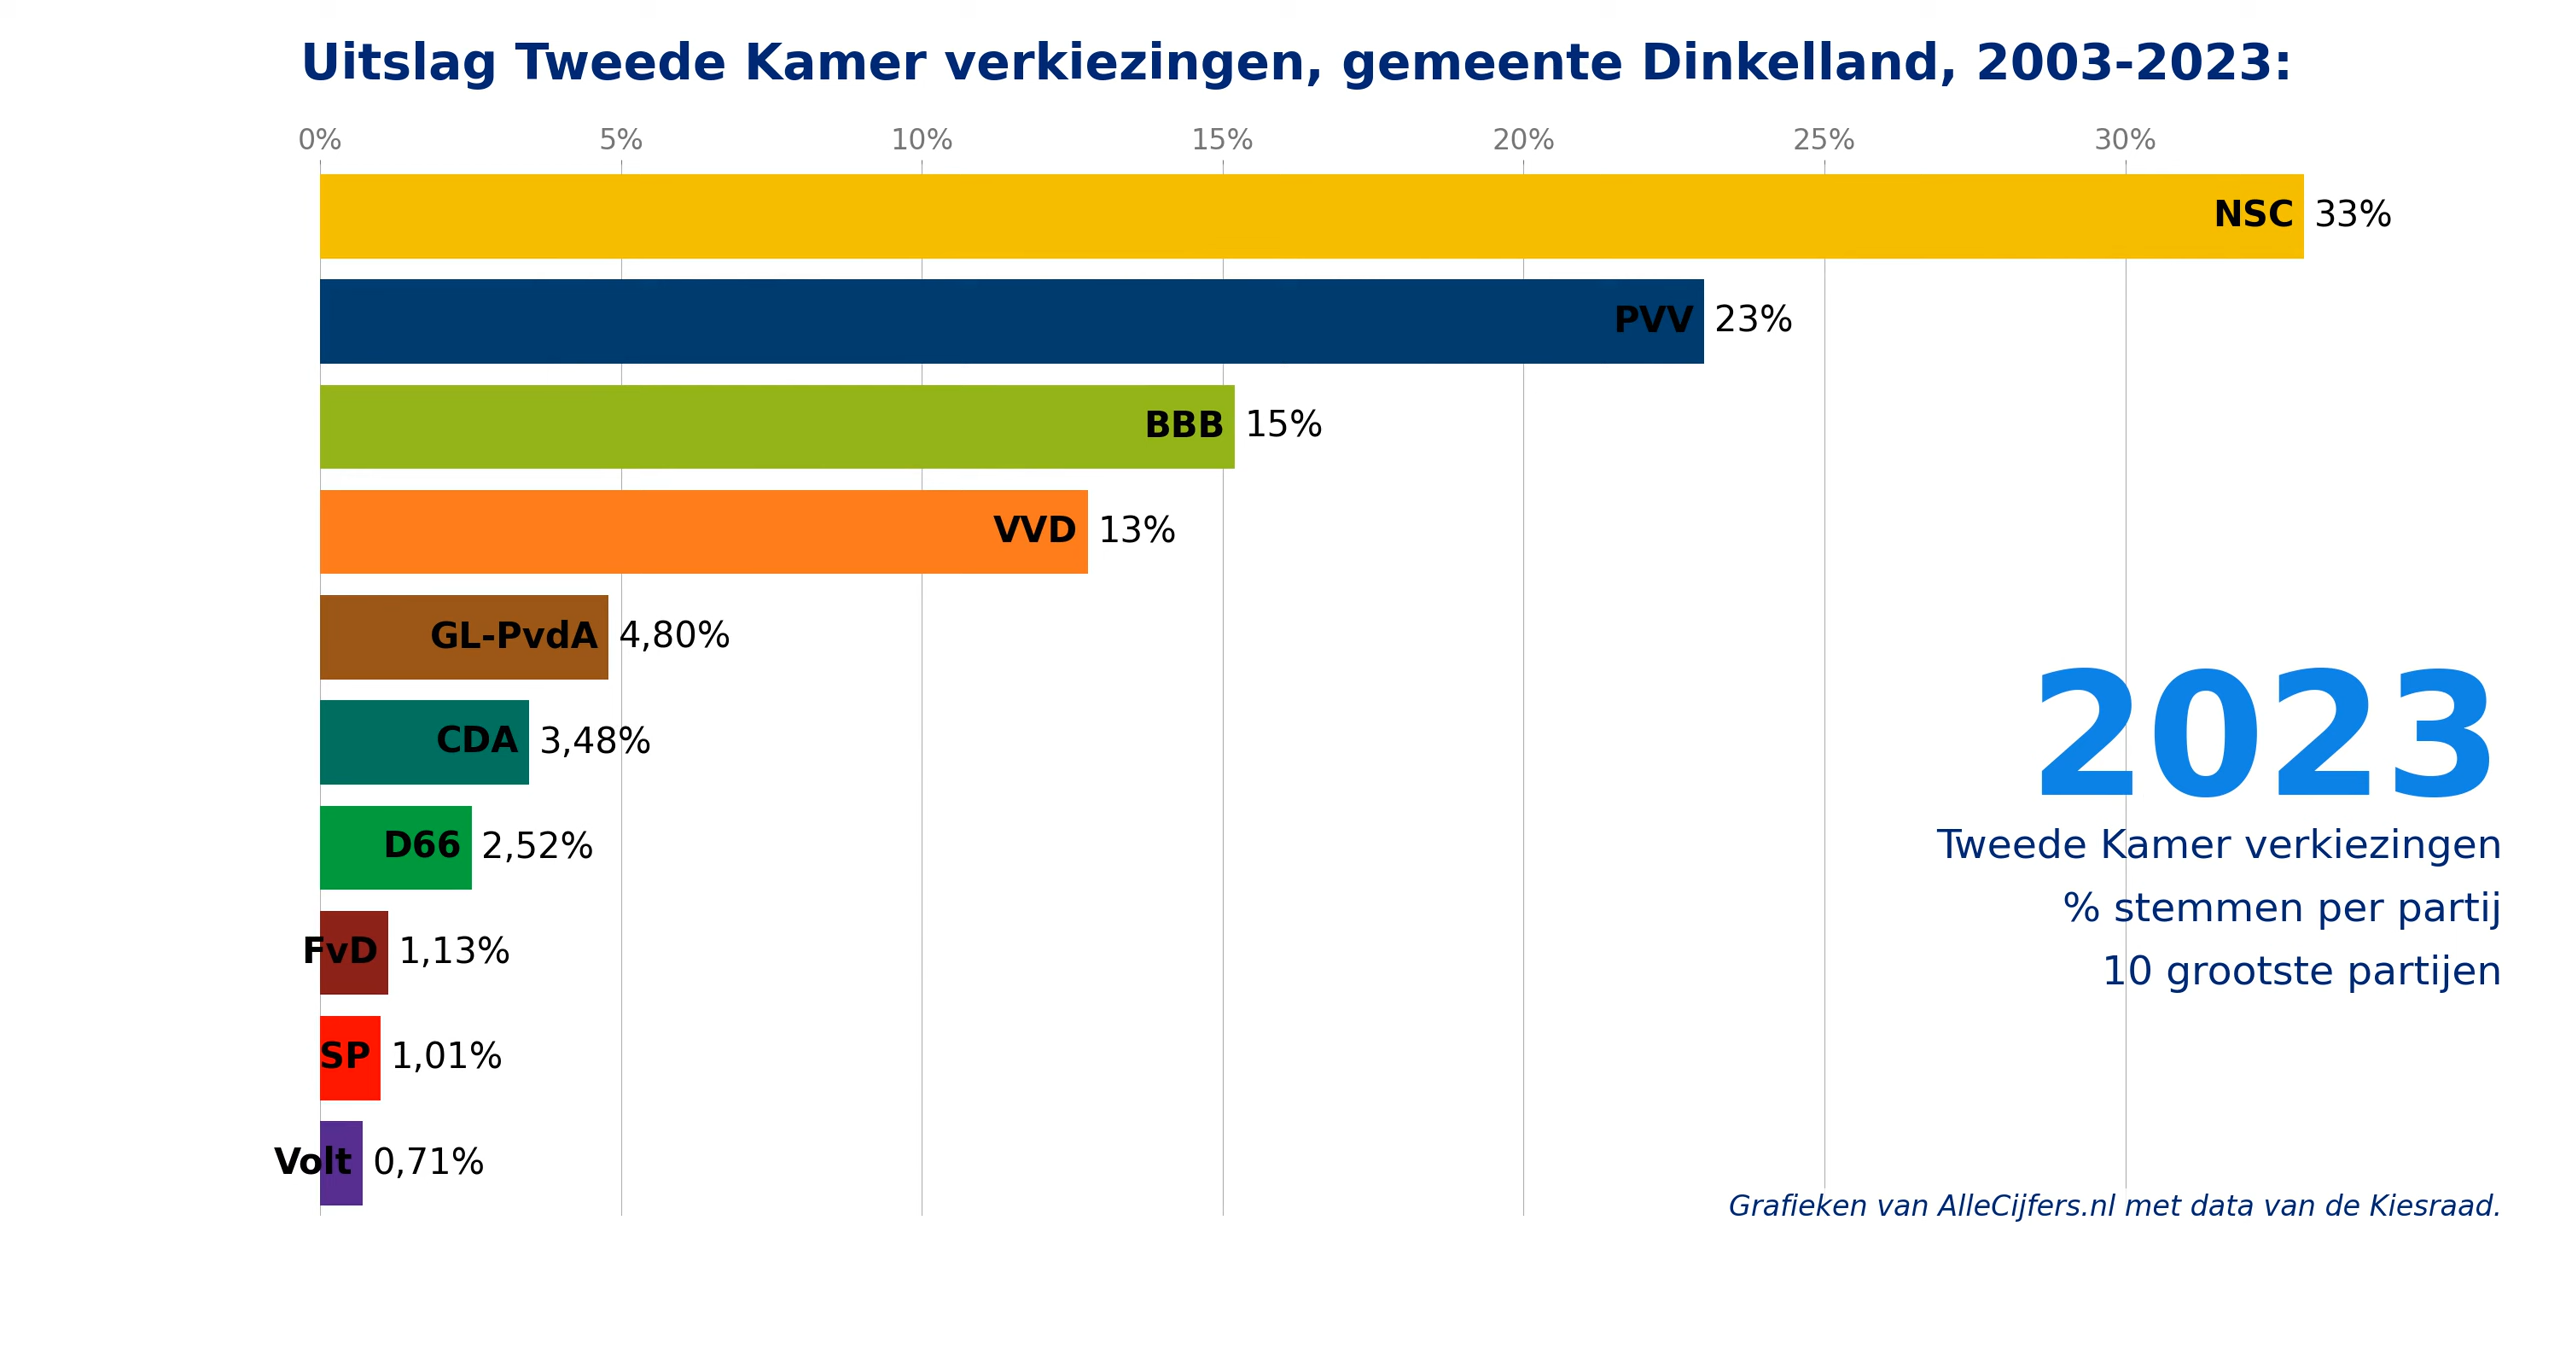 Uitslag Tweede Kamer verkiezingen, gemeente Dinkelland, 2003-2023:
0% 5% 10% 15% 20% 25% 30%
NSC 33%
PVV 23%
BBB 15%
VVD 13%
GL-PvdA 4,80%
CDA 3,48%
D66 2,52%
FvD 1,13%
SP 1,01%
Volt 0,71%
2023
Tweede Kamer verkiezingen
% stemmen per partij
10 grootste partijen
Grafieken van AlleCijfers.nl met data van de Kiesraad.